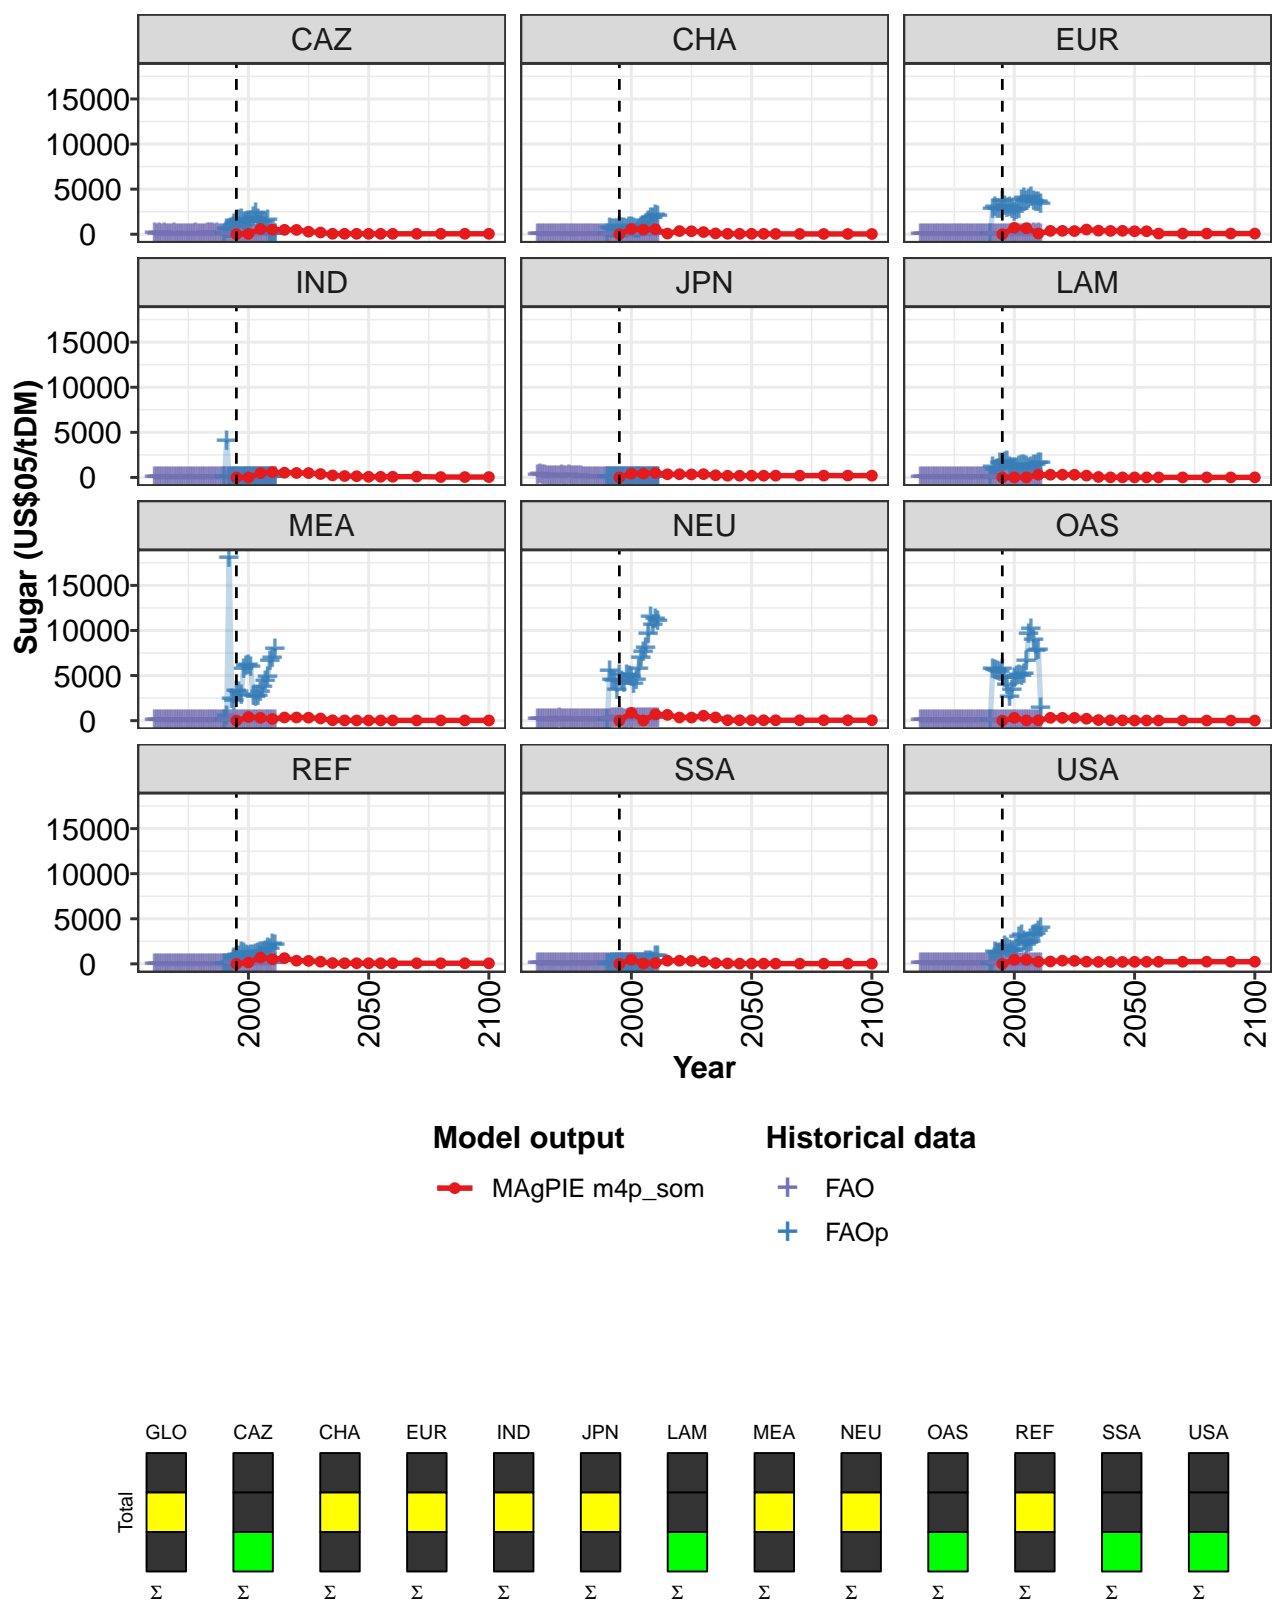 CAZ CHA EUR
15000
10000
5000
0
IND JPN LAM
15000
10000
5000
0
MEA NEU OAS
15000
10000
5000
0
REF SSA USA
15000
10000
5000
0
Sugar (US$05/tDM)
2000 2050 2100 2000 2050 2100 2000 2050 2100
Year
Model output Historical data
MAgPIE m4p_som FAO
FAOp
GLO CAZ CHA EUR IND JPN LAM MEA NEU OAS REF SSA USA
Total
Σ Σ Σ Σ Σ Σ Σ Σ Σ Σ Σ Σ Σ